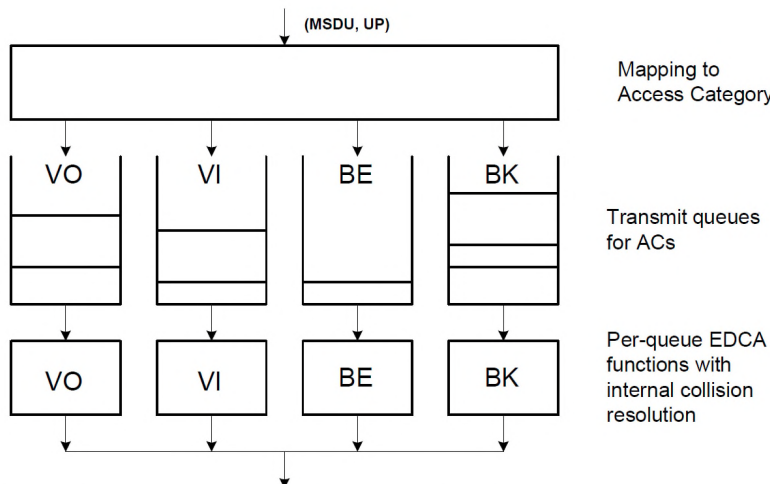 (MSDU, UP)
Mapping to
Access Category
VO
VI
BE
BK
Transmit queues
for ACs
Per-queue EDCA
functions with
internal collision
resolution
VO
VI
BE
BK